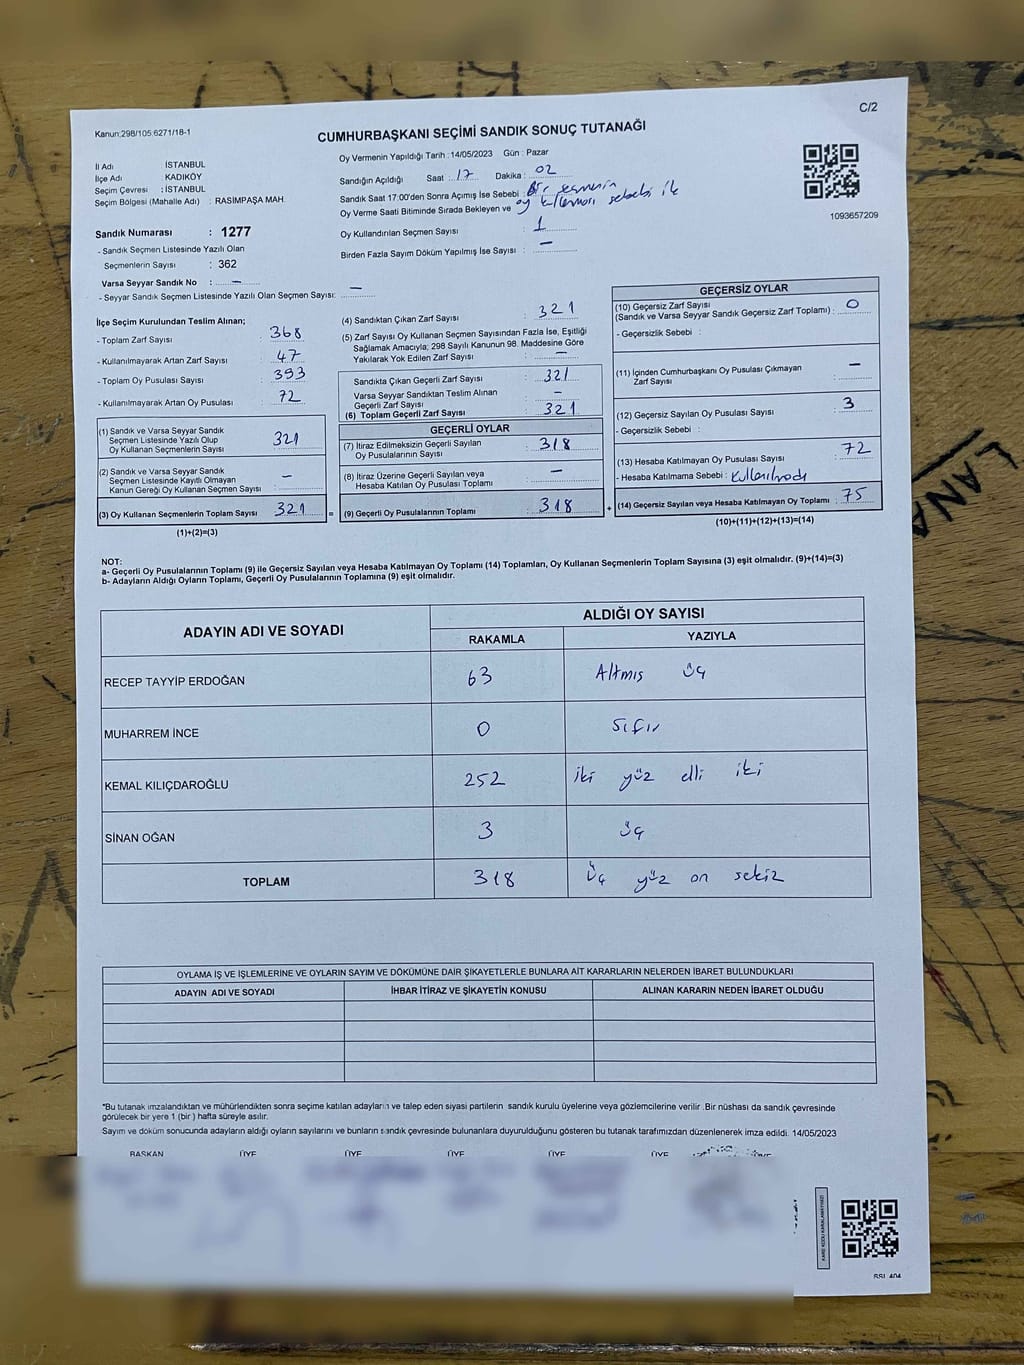 C/2
Kanun:298/105:6271/18-1
CUMHURBAŞKANI SEÇİMİ SANDIK SONUÇ TUTANAĞI
İl Adı : İSTANBUL
İlçe Adı : KADIKÖY
Seçim Çevresi : İSTANBUL
Seçim Bölgesi (Mahalle Adı) : RASİMPAŞA MAH.
Sandık Numarası : 1277
- Sandık Seçmen Listesinde Yazılı Olan
Seçmenlerin Sayısı : 362
Varsa Seyyar Sandık No : —
- Seyyar Sandık Seçmen Listesinde Yazılı Olan Seçmen Sayısı: —
Oy Vermenin Yapıldığı Tarih : 14/05/2023 Gün : Pazar
Sandığın Açıldığı Saat : 17 Dakika : 02
Sandık Saat 17:00'den Sonra Açımış İse Sebebi : Bir seçmenin
Oy Verme Saati Bitiminde Sırada Bekleyen ve oy kullanması sebebi ile
Oy Kullandırılan Seçmen Sayısı : 1
Birden Fazla Sayım Döküm Yapılmış İse Sayısı : —
1093657209
İlçe Seçim Kurulundan Teslim Alınan;
- Toplam Zarf Sayısı : 368
- Kullanılmayarak Artan Zarf Sayısı : 47
- Toplam Oy Pusulası Sayısı : 393
- Kullanılmayarak Artan Oy Pusulası : 72
(1) Sandık ve Varsa Seyyar Sandık
Seçmen Listesinde Yazılı Olup
Oy Kullanan Seçmenlerin Sayısı : 321
(2) Sandık ve Varsa Seyyar Sandık
Seçmen Listesinde Kayıtlı Olmayan
Kanun Gereği Oy Kullanan Seçmen Sayısı : —
(3) Oy Kullanan Seçmenlerin Toplam Sayısı : 321
(1)+(2)=(3)
(4) Sandıktan Çıkan Zarf Sayısı : 321
(5) Zarf Sayısı Oy Kullanan Seçmen Sayısından Fazla İse, Eşitliği
Sağlamak Amacıyla; 298 Sayılı Kanunun 98. Maddesine Göre
Yakılarak Yok Edilen Zarf Sayısı : —
Sandıkta Çıkan Geçerli Zarf Sayısı : 321
Varsa Seyyar Sandıktan Teslim Alınan
Geçerli Zarf Sayısı : —
(6) Toplam Geçerli Zarf Sayısı : 321
GEÇERLİ OYLAR
(7) İtiraz Edilmeksizin Geçerli Sayılan
Oy Pusulalarının Sayısı : 318
(8) İtiraz Üzerine Geçerli Sayılan veya
Hesaba Katılan Oy Pusulası Toplamı : —
= (9) Geçerli Oy Pusulalarının Toplamı : 318
GEÇERSİZ OYLAR
(10) Geçersiz Zarf Sayısı
(Sandık ve Varsa Seyyar Sandık Geçersiz Zarf Toplamı) : 0
- Geçersizlik Sebebi :
(11) İçinden Cumhurbaşkanı Oy Pusulası Çıkmayan
Zarf Sayısı : —
(12) Geçersiz Sayılan Oy Pusulası Sayısı : 3
- Geçersizlik Sebebi :
(13) Hesaba Katılmayan Oy Pusulası Sayısı : 72
- Hesaba Katılmama Sebebi : Kullanılmadı
+ (14) Geçersiz Sayılan veya Hesaba Katılmayan Oy Toplamı : 75
(10)+(11)+(12)+(13)=(14)
NOT:
a- Geçerli Oy Pusulalarının Toplamı (9) ile Geçersiz Sayılan veya Hesaba Katılmayan Oy Toplamı (14) Toplamları, Oy Kullanan Seçmenlerin Toplam Sayısına (3) eşit olmalıdır. (9)+(14)=(3)
b- Adayların Aldığı Oyların Toplamı, Geçerli Oy Pusulalarının Toplamına (9) eşit olmalıdır.
ADAYIN ADI VE SOYADI
ALDIĞI OY SAYISI
RAKAMLA YAZIYLA
RECEP TAYYİP ERDOĞAN 63 Altmış üç
MUHARREM İNCE 0 Sıfır
KEMAL KILIÇDAROĞLU 252 iki yüz elli iki
SİNAN OĞAN 3 üç
TOPLAM 318 Üç yüz on sekiz
OYLAMA İŞ VE İŞLEMLERİNE VE OYLARIN SAYIM VE DÖKÜMÜNE DAİR ŞİKAYETLERLE BUNLARA AİT KARARLARIN NELERDEN İBARET BULUNDUKLARI
ADAYIN ADI VE SOYADI İHBAR İTİRAZ VE ŞİKAYETİN KONUSU ALINAN KARARIN NEDEN İBARET OLDUĞU
*Bu tutanak imzalandıktan ve mühürlendikten sonra seçime katılan adayların ve talep eden siyasi partilerin sandık kurulu üyelerine veya gözlemcilerine verilir .Bir nüshası da sandık çevresinde
görülecek bir yere 1 (bir) hafta süreyle asılır.
Sayım ve döküm sonucunda adayların aldığı oyların sayılarını ve bunların sandık çevresinde bulunanlara duyurulduğunu gösteren bu tutanak tarafımızdan düzenlenerek imza edildi. 14/05/2023
BAŞKAN ÜYE ÜYE ÜYE ÜYE ÜYE
LANA